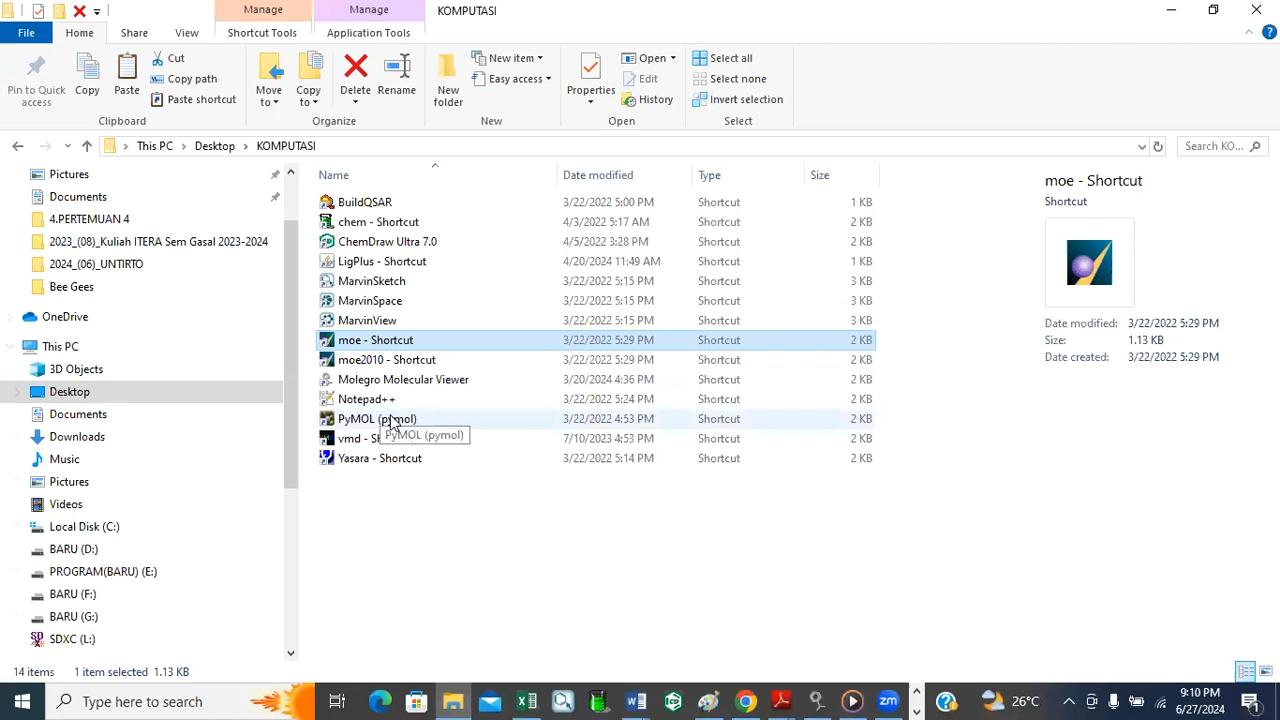 Manage
Manage
KOMPUTASI
File
Home
Share
View
Shortcut Tools
Application Tools
Pin to Quick access
Copy
Paste
Cut
Copy path
Paste shortcut
Clipboard
Move to
Copy to
Delete
Rename
Organize
New folder
New item
Easy access
New
Properties
Open
Edit
History
Open
Select all
Select none
Invert selection
Select
This PC > Desktop > KOMPUTASI
Search KO...
Pictures
Documents
4.PERTEMUAN 4
2023_(08)_Kuliah ITERA Sem Gasal 2023-2024
2024_(06)_UNTIRTO
Bee Gees
OneDrive
This PC
3D Objects
Desktop
Documents
Downloads
Music
Pictures
Videos
Local Disk (C:)
BARU (D:)
PROGRAM(BARU) (E:)
BARU (F:)
BARU (G:)
SDXC (L:)
Name Date modified Type Size
BuildQSAR 3/22/2022 5:00 PM Shortcut 1 KB
chem - Shortcut 4/3/2022 5:17 AM Shortcut 2 KB
ChemDraw Ultra 7.0 4/5/2022 3:28 PM Shortcut 2 KB
LigPlus - Shortcut 4/20/2024 11:49 AM Shortcut 1 KB
MarvinSketch 3/22/2022 5:15 PM Shortcut 3 KB
MarvinSpace 3/22/2022 5:15 PM Shortcut 3 KB
MarvinView 3/22/2022 5:15 PM Shortcut 3 KB
moe - Shortcut 3/22/2022 5:29 PM Shortcut 2 KB
moe2010 - Shortcut 3/22/2022 5:29 PM Shortcut 2 KB
Molegro Molecular Viewer 3/20/2024 4:36 PM Shortcut 2 KB
Notepad++ 3/22/2022 5:24 PM Shortcut 2 KB
PyMOL (pymol) 3/22/2022 4:53 PM Shortcut 2 KB
PyMOL (pymol)
vmd - Sh 7/10/2023 4:53 PM Shortcut 2 KB
Yasara - Shortcut 3/22/2022 5:14 PM Shortcut 2 KB
moe - Shortcut
Shortcut
Date modified: 3/22/2022 5:29 PM
Size: 1.13 KB
Date created: 3/22/2022 5:29 PM
14 items 1 item selected 1.13 KB
Type here to search
26°C
9:10 PM
6/27/2024